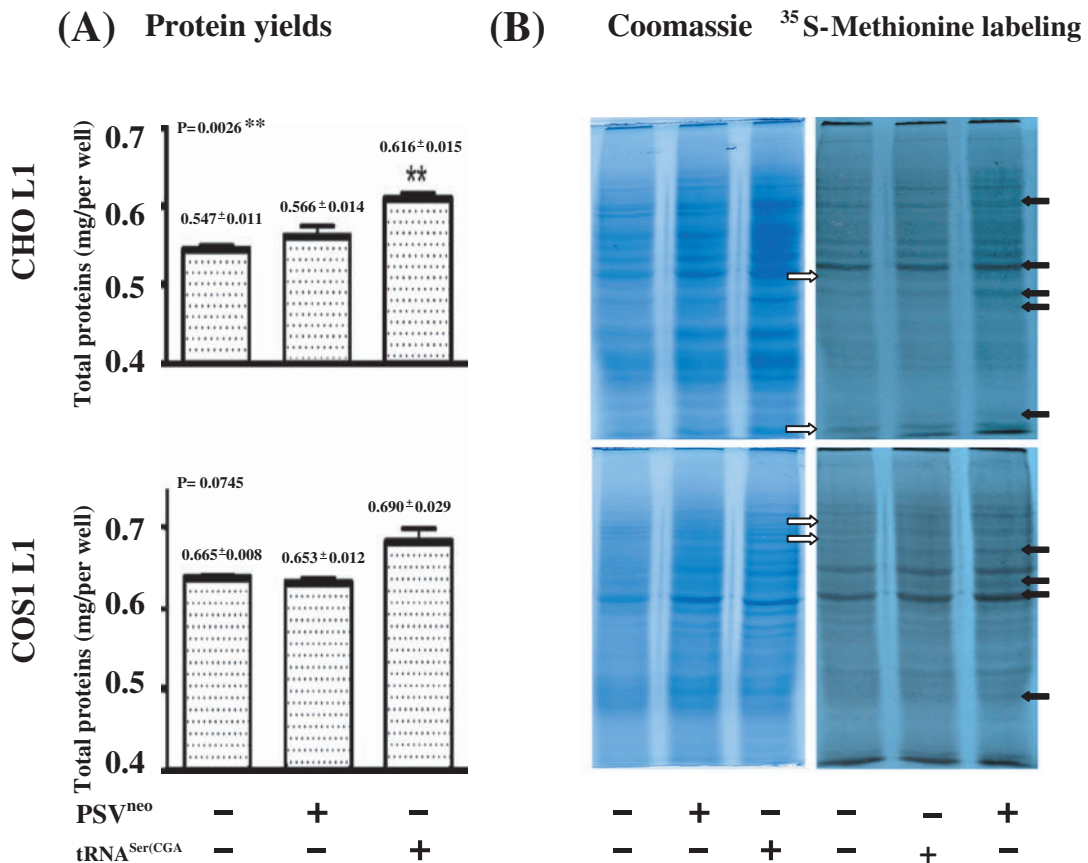 (A) Protein yields
(B) Coomassie ³⁵S-Methionine labeling
CHO L1
Total proteins (mg/per well)
0.7
0.6
0.5
0.4
P=0.0026 **
0.547±0.011
0.566±0.014
0.616±0.015
**
COS1 L1
Total proteins (mg/per well)
0.7
0.6
0.5
0.4
P=0.0745
0.665±0.008
0.653±0.012
0.690±0.029
PSVⁿᵉᵒ − + − − + − − − +
tRNASer(CGA − − + − − + − + −